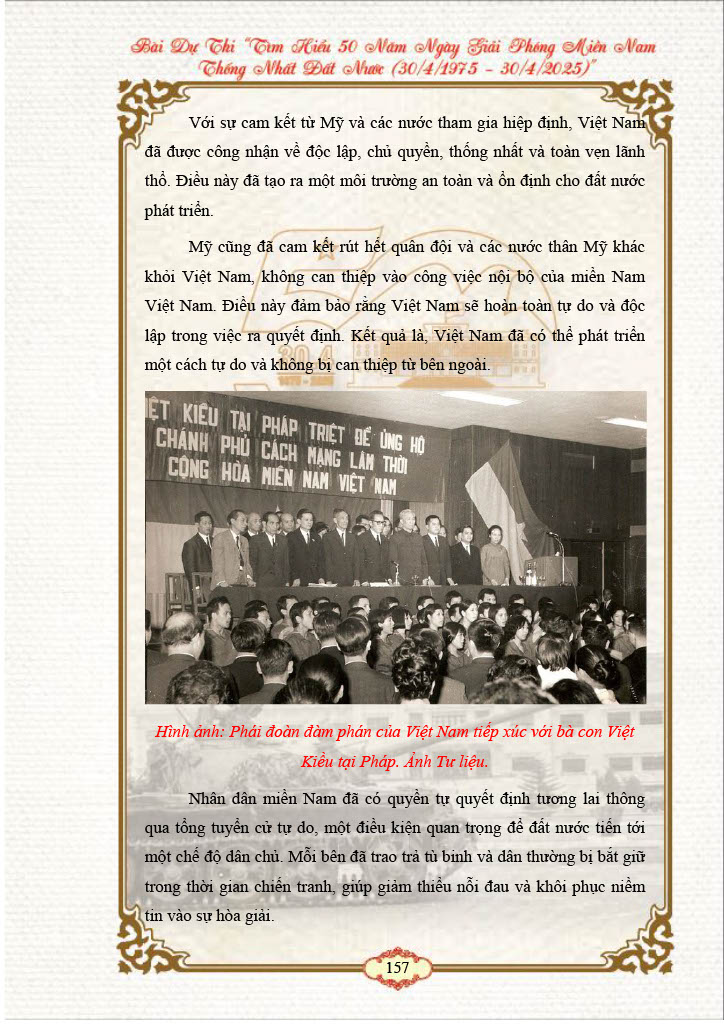 Bài Dự Thi “Tìm Hiểu 50 Năm Ngày Giải Phóng Miền Nam
Thống Nhất Đất Nước (30/4/1975 – 30/4/2025)”
Với sự cam kết từ Mỹ và các nước tham gia hiệp định, Việt Nam
đã được công nhận về độc lập, chủ quyền, thống nhất và toàn vẹn lãnh
thổ. Điều này đã tạo ra một môi trường an toàn và ổn định cho đất nước
phát triển.
Mỹ cũng đã cam kết rút hết quân đội và các nước thân Mỹ khác
khỏi Việt Nam, không can thiệp vào công việc nội bộ của miền Nam
Việt Nam. Điều này đảm bảo rằng Việt Nam sẽ hoàn toàn tự do và độc
lập trong việc ra quyết định. Kết quả là, Việt Nam đã có thể phát triển
một cách tự do và không bị can thiệp từ bên ngoài.
IỆT KIỀU TẠI PHÁP TRIỆT ĐỂ ỦNG HỘ
CHÁNH PHỦ CÁCH MẠNG LÂM THỜI
CỘNG HÒA MIỀN NAM VIỆT NAM
Hình ảnh: Phái đoàn đàm phán của Việt Nam tiếp xúc với bà con Việt
Kiều tại Pháp. Ảnh Tư liệu.
Nhân dân miền Nam đã có quyền tự quyết định tương lai thông
qua tổng tuyển cử tự do, một điều kiện quan trọng để đất nước tiến tới
một chế độ dân chủ. Mỗi bên đã trao trả tù binh và dân thường bị bắt giữ
trong thời gian chiến tranh, giúp giảm thiểu nỗi đau và khôi phục niềm
tin vào sự hòa giải.
157